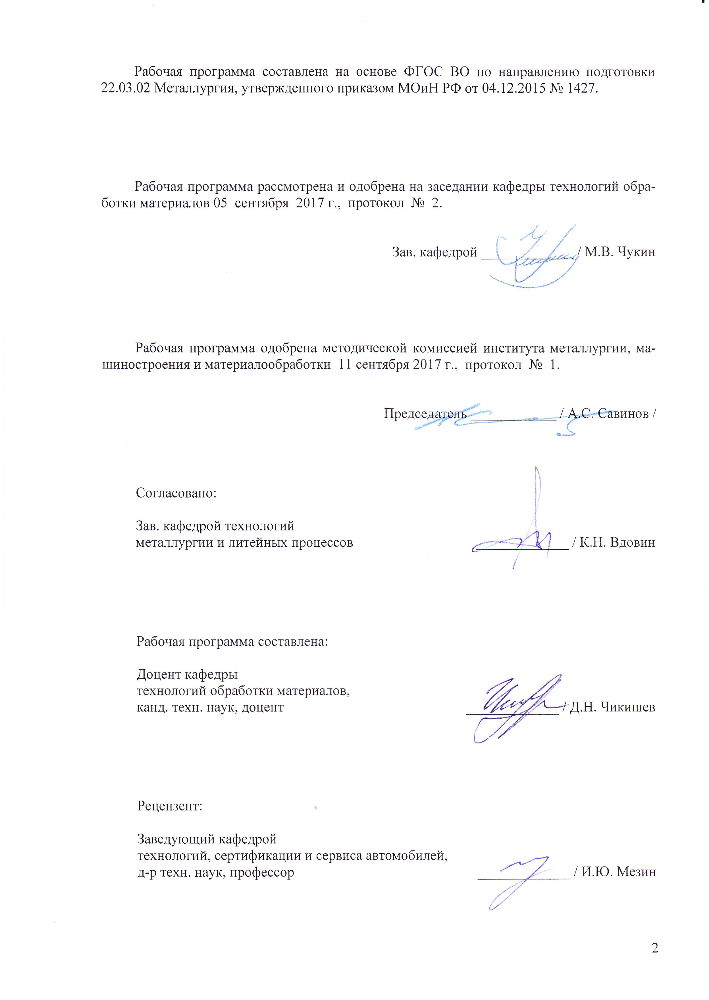 Рабочая программа составлена на основе ФГОС ВО по направлению подготовки
22.03.02 Металлургия, утвержденного приказом МОиН РФ от 04.12.2015 № 1427.
Рабочая программа рассмотрена и одобрена на заседании кафедры технологий обра-
ботки материалов 05 сентября 2017 г., протокол № 2.
Зав. кафедрой ____________ / М.В. Чукин
Рабочая программа одобрена методической комиссией института металлургии, ма-
шиностроения и материалообработки 11 сентября 2017 г., протокол № 1.
Председатель ____________ / А.С. Савинов /
Согласовано:
Зав. кафедрой технологий
металлургии и литейных процессов ____________ / К.Н. Вдовин
Рабочая программа составлена:
Доцент кафедры
технологий обработки материалов,
канд. техн. наук, доцент ____________ / Д.Н. Чикишев
Рецензент:
Заведующий кафедрой
технологий, сертификации и сервиса автомобилей,
д-р техн. наук, профессор ____________ / И.Ю. Мезин
2